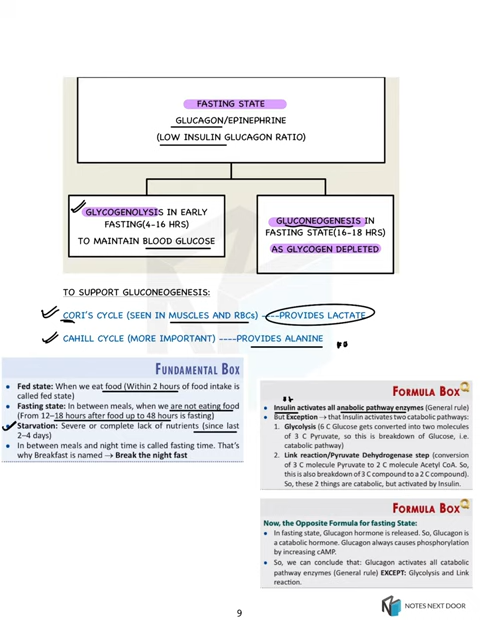 FASTING STATE
GLUCAGON/EPINEPHRINE
(LOW INSULIN GLUCAGON RATIO)
GLYCOGENOLYSIS IN EARLY
FASTING(4-16 HRS)
TO MAINTAIN BLOOD GLUCOSE
GLUCONEOGENESIS IN
FASTING STATE(16-18 HRS)
AS GLYCOGEN DEPLETED
TO SUPPORT GLUCONEOGENESIS:
CORI'S CYCLE (SEEN IN MUSCLES AND RBCs) ----PROVIDES LACTATE
CAHILL CYCLE (MORE IMPORTANT) ----PROVIDES ALANINE
FUNDAMENTAL BOX
• Fed state: When we eat food (Within 2 hours of food intake is
called fed state)
• Fasting state: In between meals, when we are not eating food
(From 12–18 hours after food up to 48 hours is fasting)
Starvation: Severe or complete lack of nutrients (since last
2–4 days)
• In between meals and night time is called fasting time. That's
why Breakfast is named → Break the night fast
FORMULA BOX
• Insulin activates all anabolic pathway enzymes (General rule)
• But Exception → that Insulin activates two catabolic pathways:
1. Glycolysis (6 C Glucose gets converted into two molecules
of 3 C Pyruvate, so this is breakdown of Glucose, i.e.
catabolic pathway)
2. Link reaction/Pyruvate Dehydrogenase step (conversion
of 3 C molecule Pyruvate to 2 C molecule Acetyl CoA. So,
this is also breakdown of 3 C compound to a 2 C compound).
So, these 2 things are catabolic, but activated by Insulin.
FORMULA BOX
Now, the Opposite Formula for fasting State:
• In fasting state, Glucagon hormone is released. So, Glucagon is
a catabolic hormone. Glucagon always causes phosphorylation
by increasing cAMP.
• So, we can conclude that: Glucagon activates all catabolic
pathway enzymes (General rule) EXCEPT: Glycolysis and Link
reaction.
9
NOTES NEXT DOOR